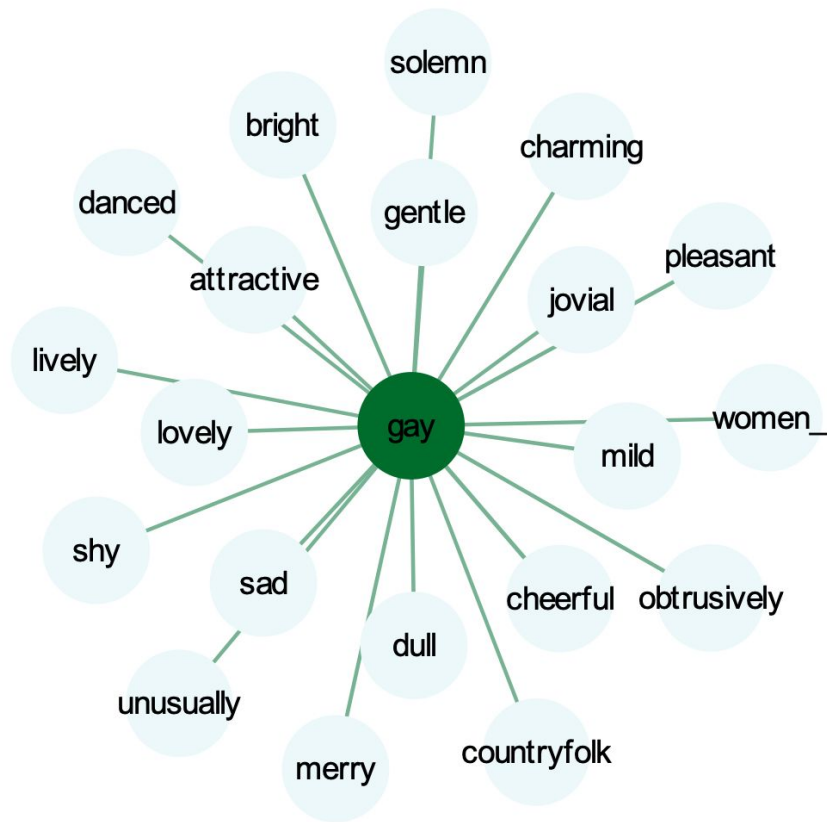 solemn
bright
charming
danced
gentle
pleasant
attractive
jovial
lively
lovely
gay
women_
mild
shy
sad
cheerful
obtrusively
dull
unusually
merry
countryfolk